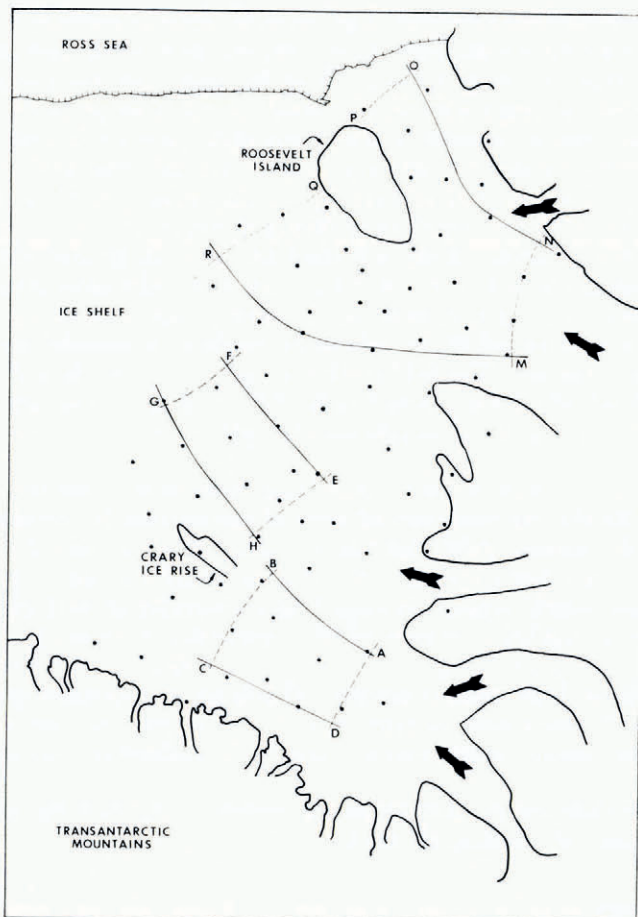 ROSS SEA
O
P
ROOSEVELT
ISLAND
Q
N
R
ICE SHELF
M
F
G
E
H
B
CRARY
ICE RISE
A
C
D
TRANSANTARCTIC
MOUNTAINS